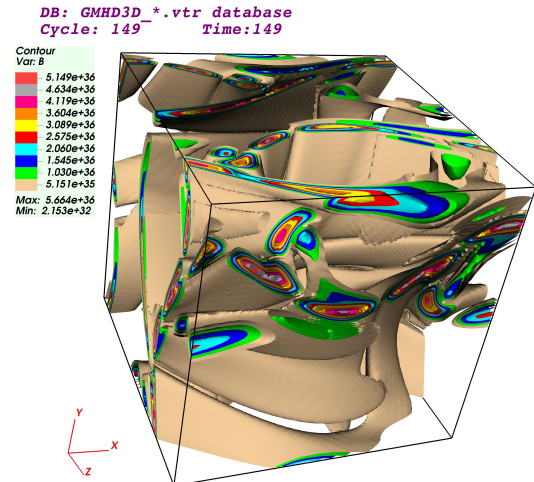 DB: GMHD3D_*.vtr database
Cycle: 149 Time:149
Contour
Var: B
5.149e+36
4.634e+36
4.119e+36
3.604e+36
3.089e+36
2.575e+36
2.060e+36
1.545e+36
1.030e+36
5.151e+35
Max: 5.664e+36
Min: 2.153e+32
Y
X
Z